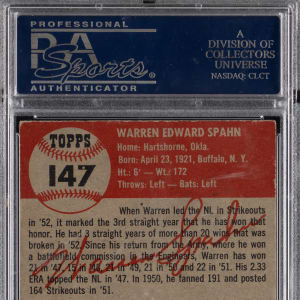 PROFESSIONAL
PSA
Sports
AUTHENTICATOR
A
DIVISION OF
COLLECTORS
UNIVERSE
NASDAQ: CLCT
TOPPS
147
WARREN EDWARD SPAHN
Home: Hartshorne, Okla.
Born: April 23, 1921, Buffalo, N. Y.
Ht.: 6' — Wt.: 172
Throws: Left — Bats: Left
When Warren led the NL in Strikeouts
in '52, it marked the 3rd straight year that he has won that
honor. He had 3 straight years of more than 20 wins that were
broken in '52. Since his return from the Army, where he won a
battlefield commission in the Engineers, Warren has won
21 in '47, 15 in '48, 21 in '49, 21 in '50 and 22 in '51. His 2.33
ERA topped the NL in '47. In 1950, he fanned 191 and posted
164 Strikeouts in '51.
Warren Spahn